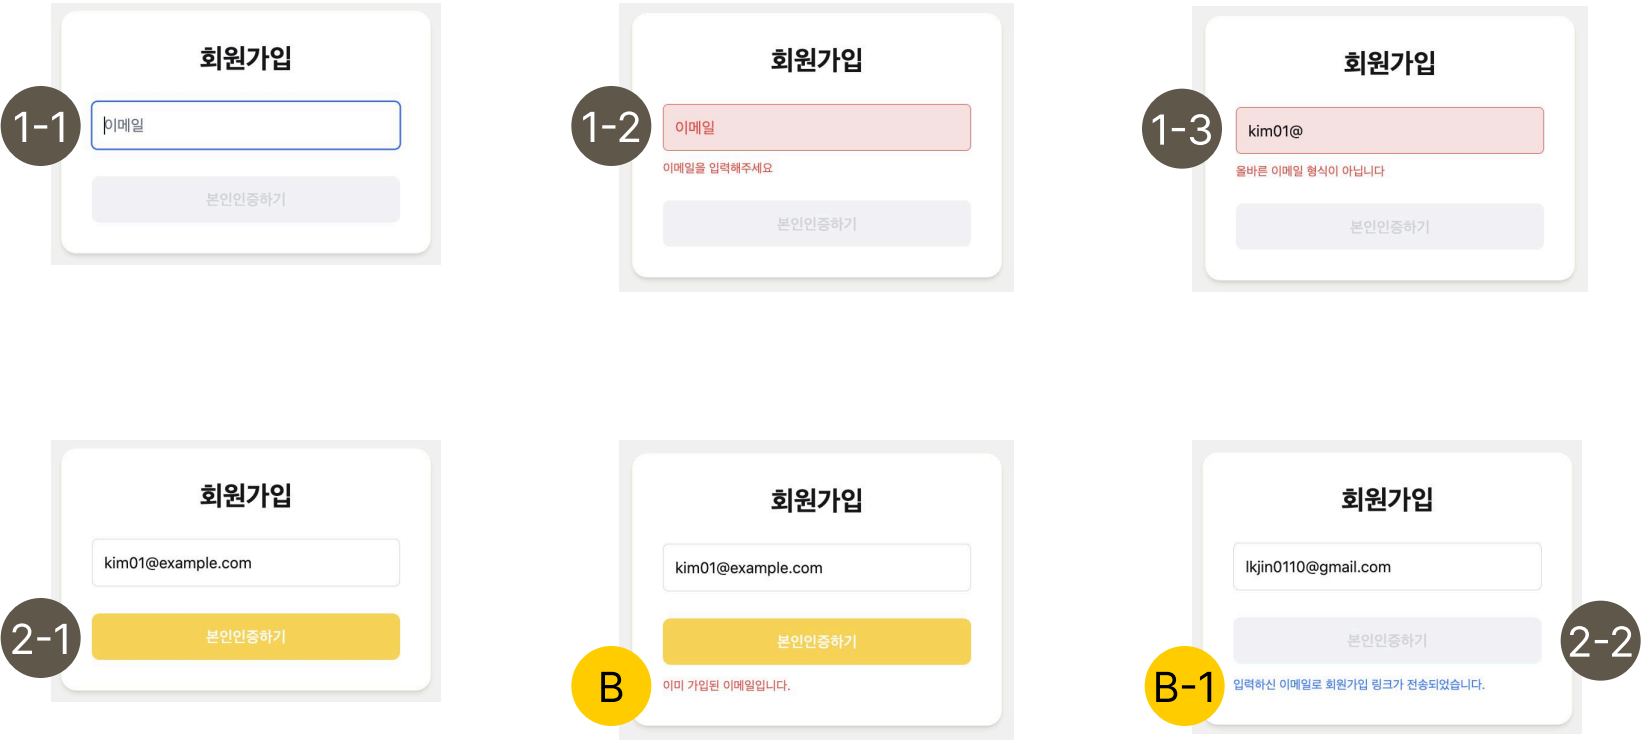 회원가입
1-1
이메일
본인인증하기
회원가입
1-2
이메일
이메일을 입력해주세요
본인인증하기
회원가입
1-3
kim01@
올바른 이메일 형식이 아닙니다
본인인증하기
회원가입
kim01@example.com
2-1
본인인증하기
회원가입
kim01@example.com
본인인증하기
B
이미 가입된 이메일입니다.
회원가입
lkjin0110@gmail.com
본인인증하기
2-2
B-1
입력하신 이메일로 회원가입 링크가 전송되었습니다.